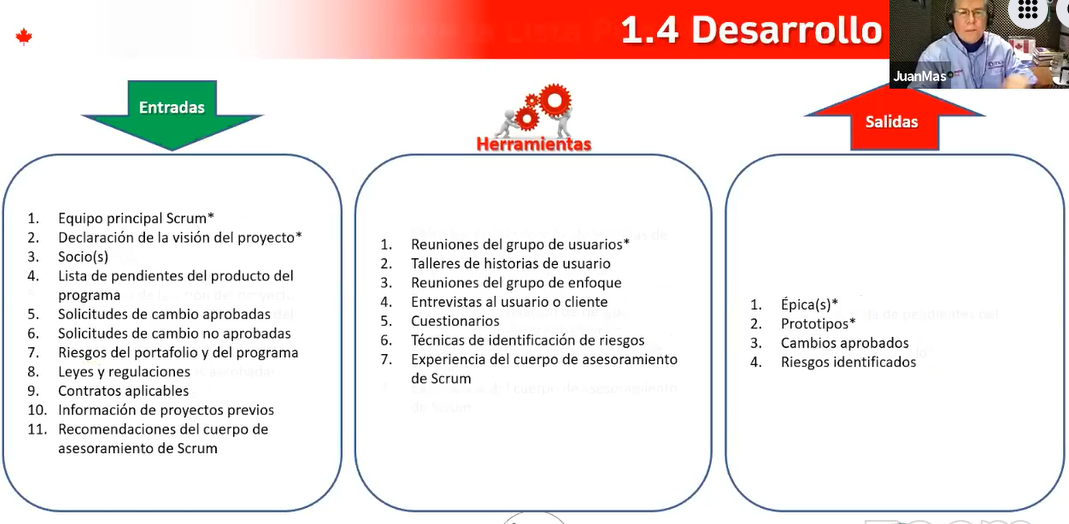 1.4 Desarrollo
JuanMas
Entradas
Herramientas
Salidas
1. Equipo principal Scrum*
2. Declaración de la visión del proyecto*
3. Socio(s)
4. Lista de pendientes del producto del
programa
5. Solicitudes de cambio aprobadas
6. Solicitudes de cambio no aprobadas
7. Riesgos del portafolio y del programa
8. Leyes y regulaciones
9. Contratos aplicables
10. Información de proyectos previos
11. Recomendaciones del cuerpo de
asesoramiento de Scrum
1. Reuniones del grupo de usuarios*
2. Talleres de historias de usuario
3. Reuniones del grupo de enfoque
4. Entrevistas al usuario o cliente
5. Cuestionarios
6. Técnicas de identificación de riesgos
7. Experiencia del cuerpo de asesoramiento
de Scrum
1. Épica(s)*
2. Prototipos*
3. Cambios aprobados
4. Riesgos identificados